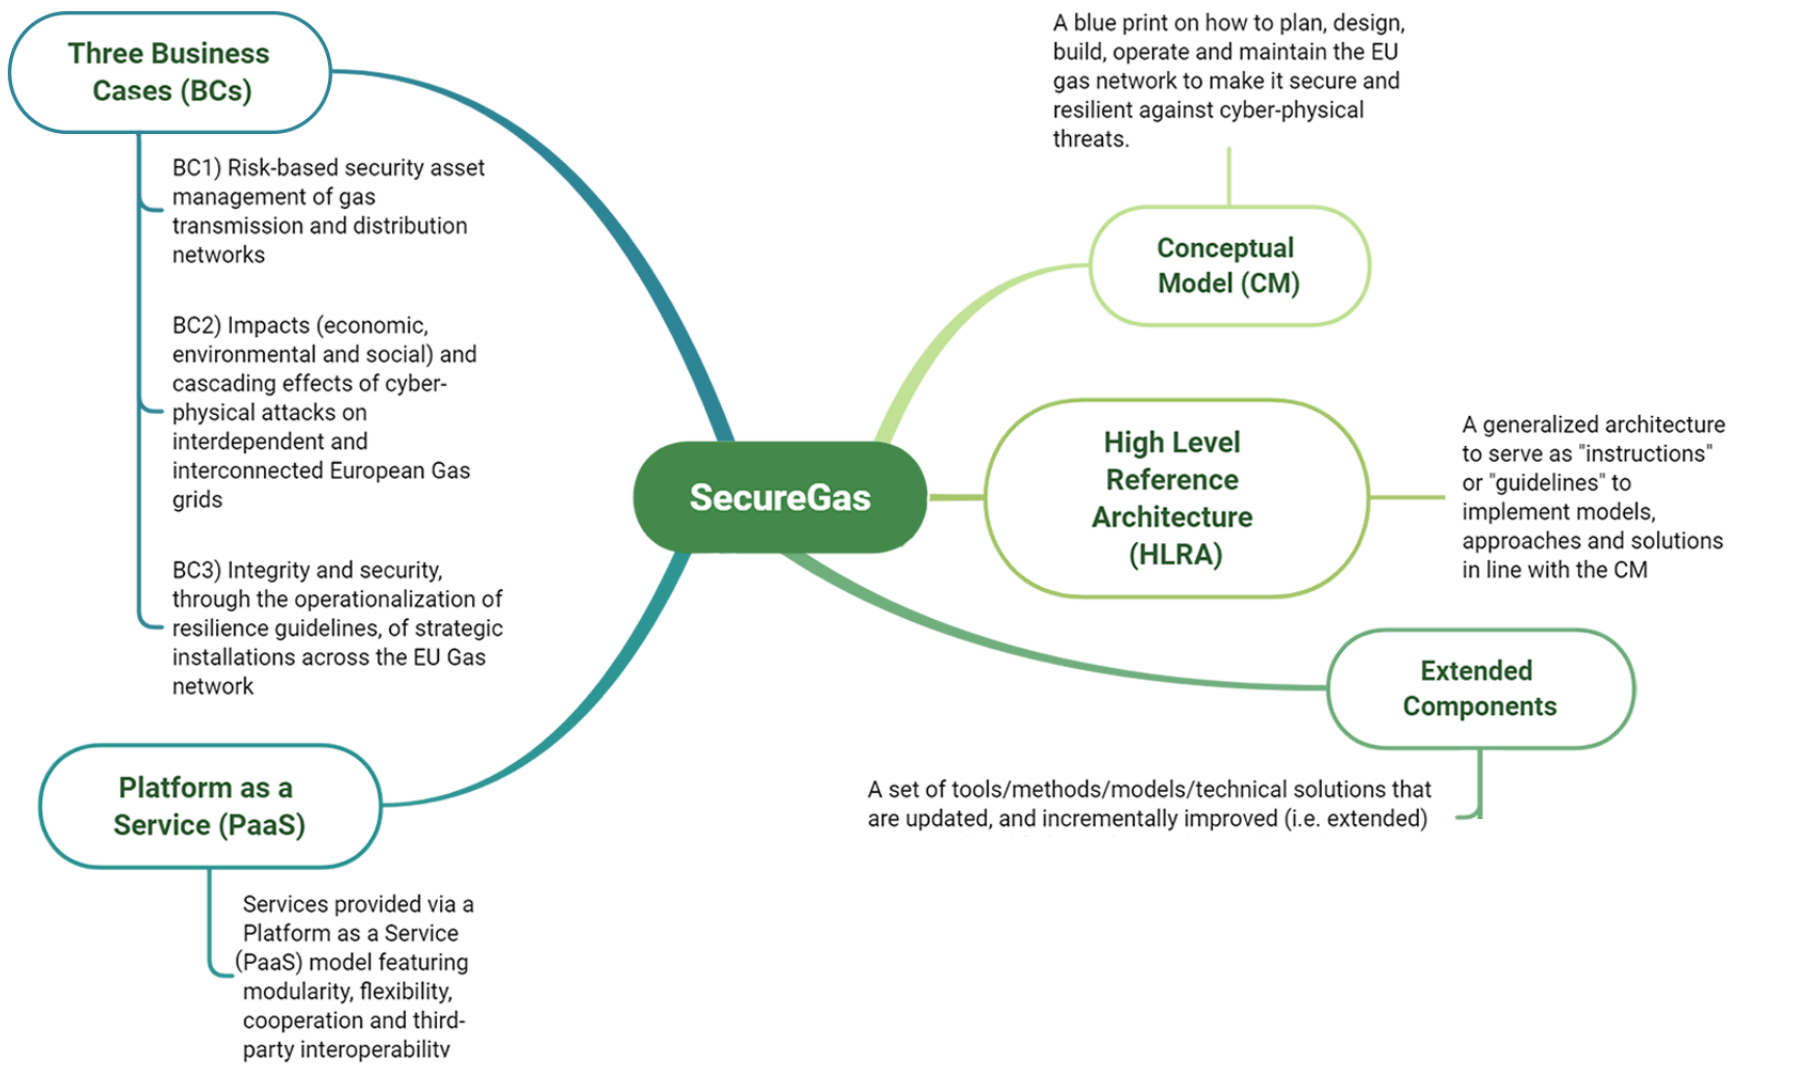 Three Business
Cases (BCs)
BC1) Risk-based security asset
management of gas
transmission and distribution
networks
BC2) Impacts (economic,
environmental and social) and
cascading effects of cyber-
physical attacks on
interdependent and
interconnected European Gas
grids
BC3) Integrity and security,
through the operationalization of
resilience guidelines, of strategic
installations across the EU Gas
network
Platform as a
Service (PaaS)
Services provided via a
Platform as a Service
(PaaS) model featuring
modularity, flexibility,
cooperation and third-
party interoperability
SecureGas
A blue print on how to plan, design,
build, operate and maintain the EU
gas network to make it secure and
resilient against cyber-physical
threats.
Conceptual
Model (CM)
High Level
Reference
Architecture
(HLRA)
A generalized architecture
to serve as "instructions"
or "guidelines" to
implement models,
approaches and solutions
in line with the CM
Extended
Components
A set of tools/methods/models/technical solutions that
are updated, and incrementally improved (i.e. extended)